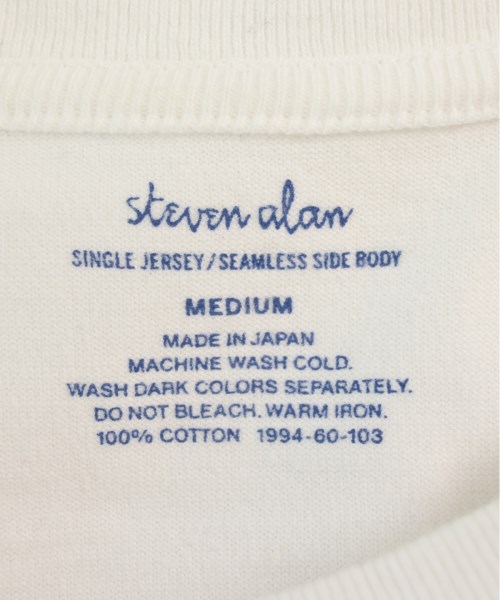 steven alan
SINGLE JERSEY/SEAMLESS SIDE BODY
MEDIUM
MADE IN JAPAN
MACHINE WASH COLD.
WASH DARK COLORS SEPARATELY.
DO NOT BLEACH. WARM IRON.
100% COTTON 1994-60-103